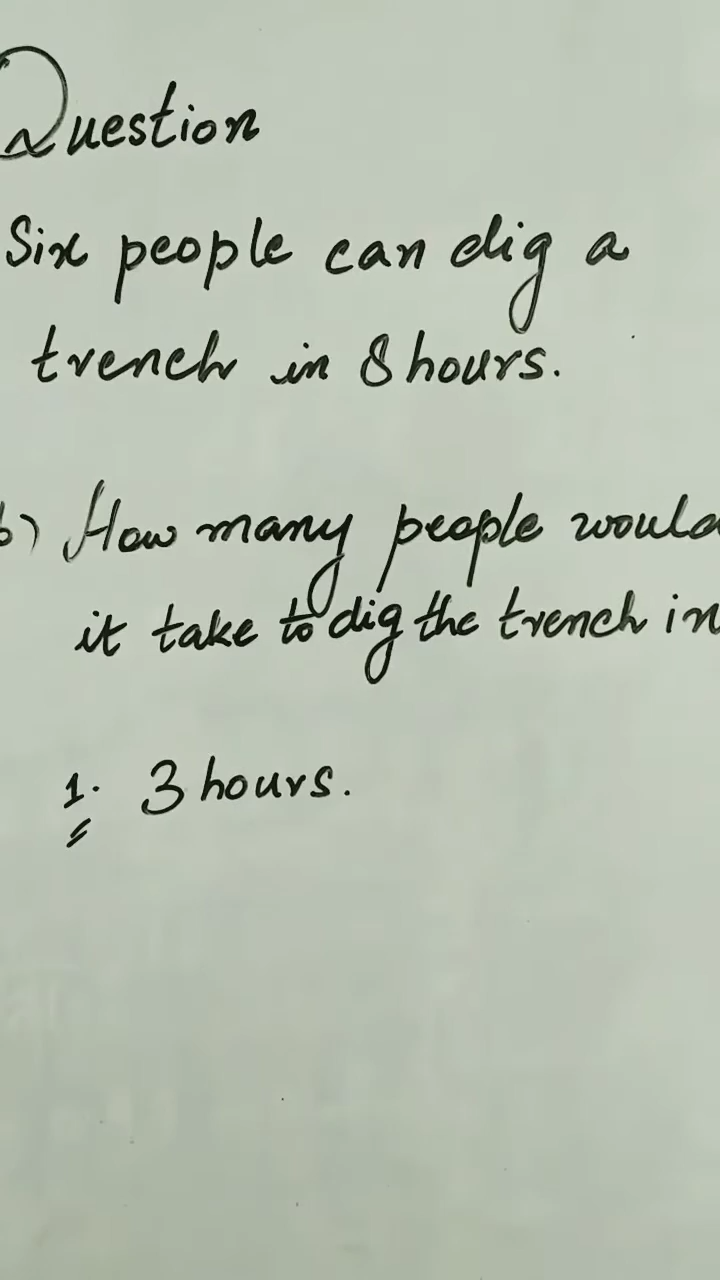 Question
Six people can dig a
trench in 8 hours.
b) How many people would
it take to dig the trench in
1. 3 hours.